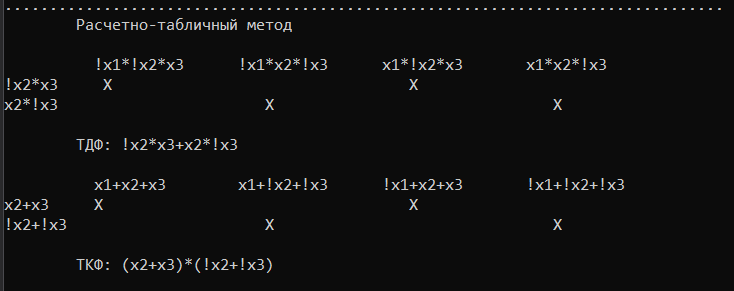 ................................................................................
Расчетно-табличный метод
!x1*!x2*x3 !x1*x2*!x3 x1*!x2*x3 x1*x2*!x3
!x2*x3 X X
x2*!x3 X X
ТДФ: !x2*x3+x2*!x3
x1+x2+x3 x1+!x2+!x3 !x1+x2+x3 !x1+!x2+!x3
x2+x3 X X
!x2+!x3 X X
ТКФ: (x2+x3)*(!x2+!x3)